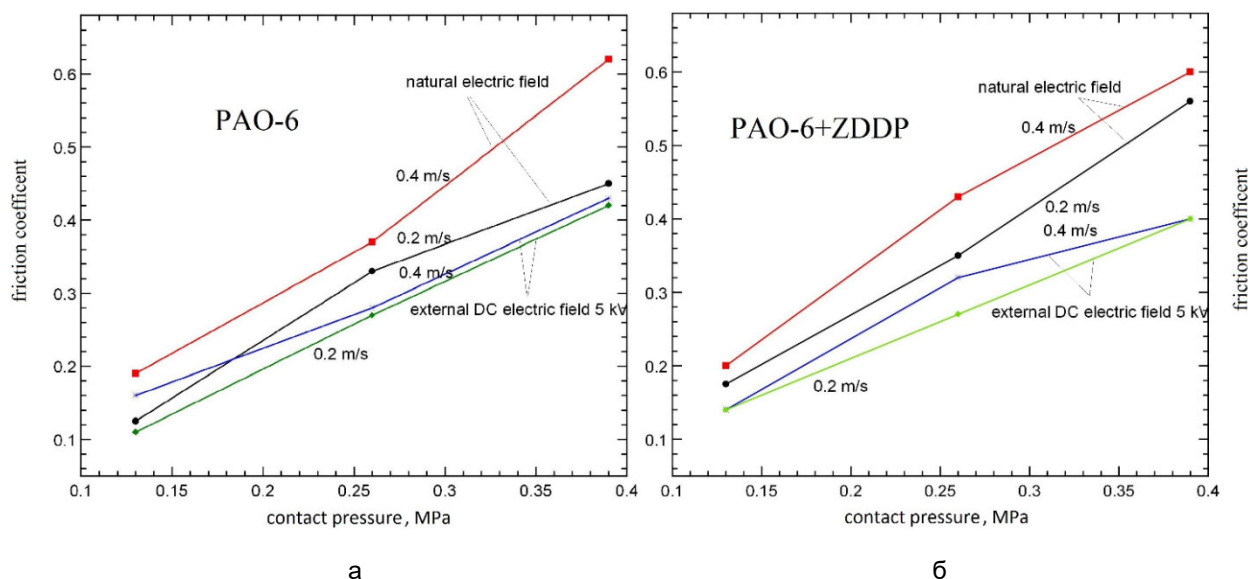 PAO-6
natural electric field
0.4 m/s
0.2 m/s
0.4 m/s
external DC electric field 5 kV
0.2 m/s
friction coefficent
0.6
0.5
0.4
0.3
0.2
0.1
0.1
0.15
0.2
0.25
0.3
0.35
0.4
contact pressure, MPa
а
PAO-6+ZDDP
natural electric field
0.4 m/s
0.2 m/s
0.4 m/s
external DC electric field 5 kV
0.2 m/s
friction coefficent
0.6
0.5
0.4
0.3
0.2
0.1
0.1
0.15
0.2
0.25
0.3
0.35
0.4
contact pressure, MPa
б